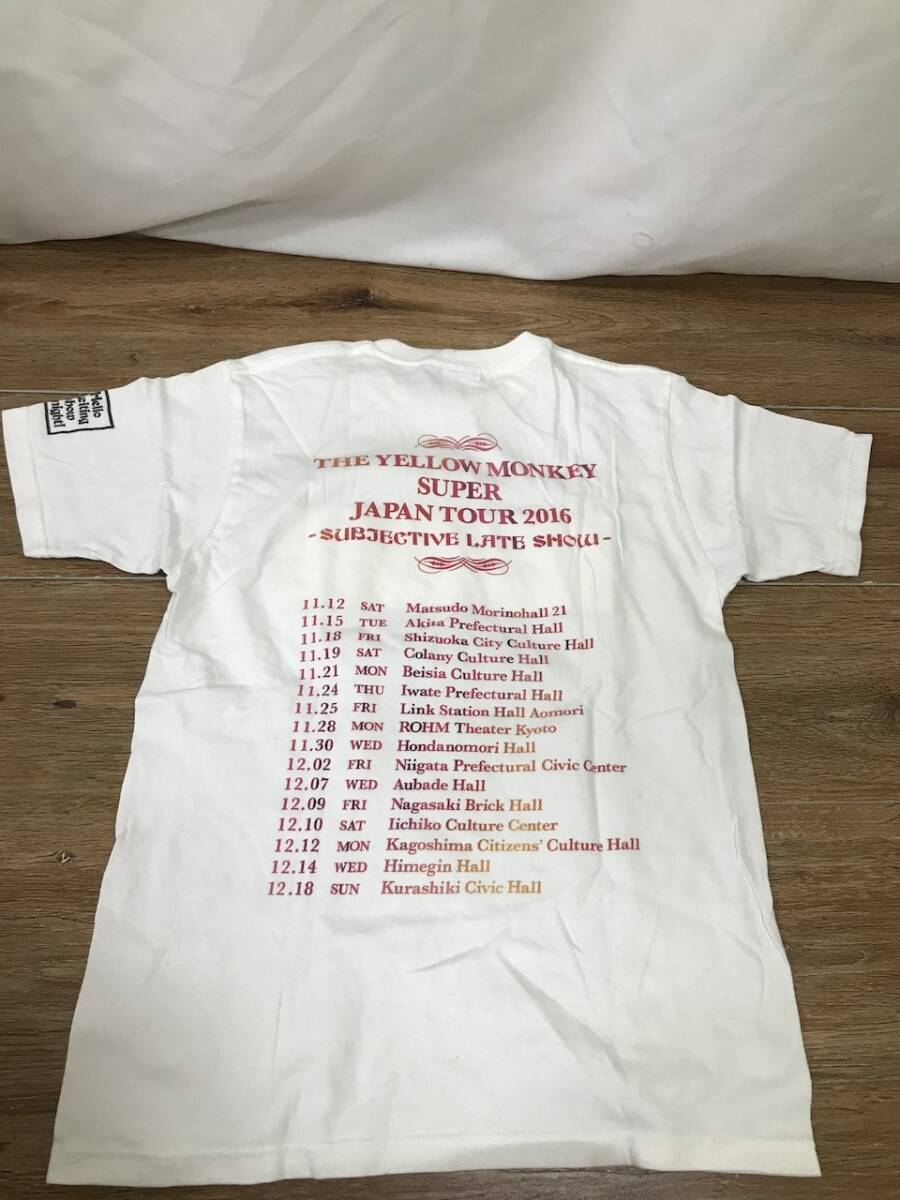 Hello
THE YELLOW MONKEY
SUPER
JAPAN TOUR 2016
-SUBJECTIVE LATE SHOW-
11.12 SAT Matsudo Morinohall 21
11.15 TUE Akita Prefectural Hall
11.18 FRI Shizuoka City Culture Hall
11.19 SAT Colany Culture Hall
11.21 MON Beisia Culture Hall
11.24 THU Iwate Prefectural Hall
11.25 FRI Link Station Hall Aomori
11.28 MON ROHM Theater Kyoto
11.30 WED Hondanomori Hall
12.02 FRI Niigata Prefectural Civic Center
12.07 WED Aubade Hall
12.09 FRI Nagasaki Brick Hall
12.10 SAT Iichiko Culture Center
12.12 MON Kagoshima Citizens' Culture Hall
12.14 WED Himegin Hall
12.18 SUN Kurashiki Civic Hall